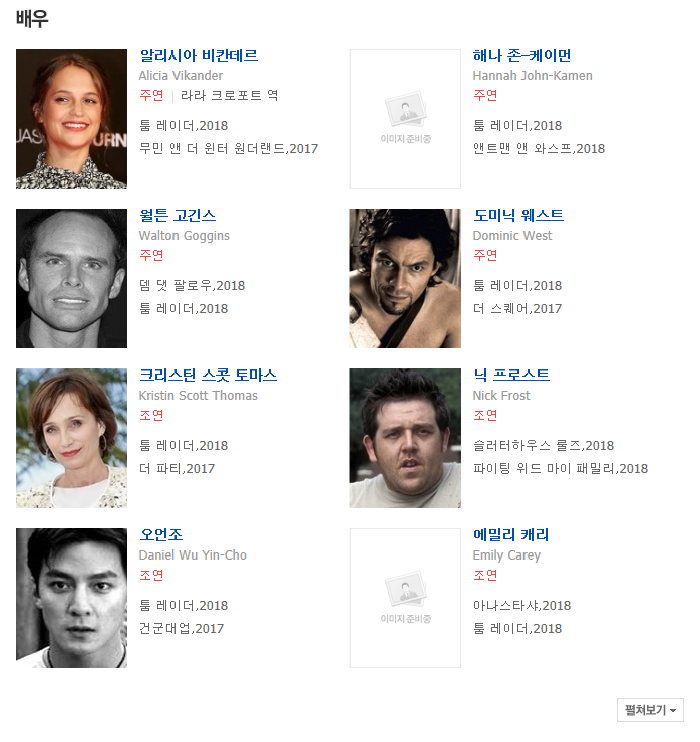 배우
알리시아 비칸데르
Alicia Vikander
주연 | 라라 크로포트 역
툼 레이더,2018
무민 앤 더 윈터 원더랜드,2017
해나 존-케이먼
Hannah John-Kamen
주연
툼 레이더,2018
앤트맨 앤 와스프,2018
이미지 준비중
월튼 고긴스
Walton Goggins
주연
뎀 댓 팔로우,2018
툼 레이더,2018
도미닉 웨스트
Dominic West
주연
툼 레이더,2018
더 스퀘어,2017
크리스틴 스콧 토마스
Kristin Scott Thomas
조연
툼 레이더,2018
더 파티,2017
닉 프로스트
Nick Frost
조연
슬러터하우스 룰즈,2018
파이팅 위드 마이 패밀리,2018
오언조
Daniel Wu Yin-Cho
조연
툼 레이더,2018
건군대업,2017
에밀리 캐리
Emily Carey
조연
아나스타샤,2018
툼 레이더,2018
이미지 준비중
펼쳐보기